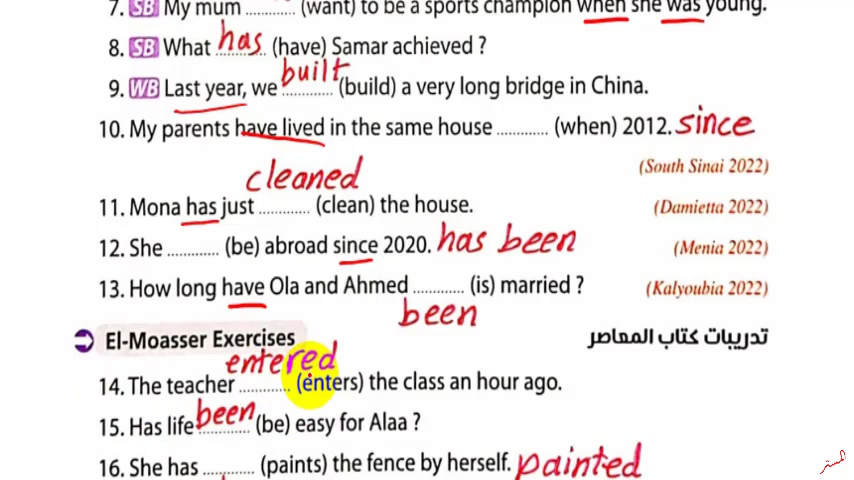 7. SB My mum ............ (want) to be a sports champion when she was young.
8. SB What has ............ (have) Samar achieved ?
9. WB Last year, we built ............ (build) a very long bridge in China.
10. My parents have lived in the same house ............ (when) 2012. since
(South Sinai 2022)
cleaned
11. Mona has just ............ (clean) the house. (Damietta 2022)
12. She ............ (be) abroad since 2020. has been (Menia 2022)
13. How long have Ola and Ahmed ............ (is) married ? (Kalyoubia 2022)
been
El-Moasser Exercises تدريبات كتاب المعاصر
entered
14. The teacher ............ (enters) the class an hour ago.
15. Has life been ............ (be) easy for Alaa ?
16. She has ............ (paints) the fence by herself. painted